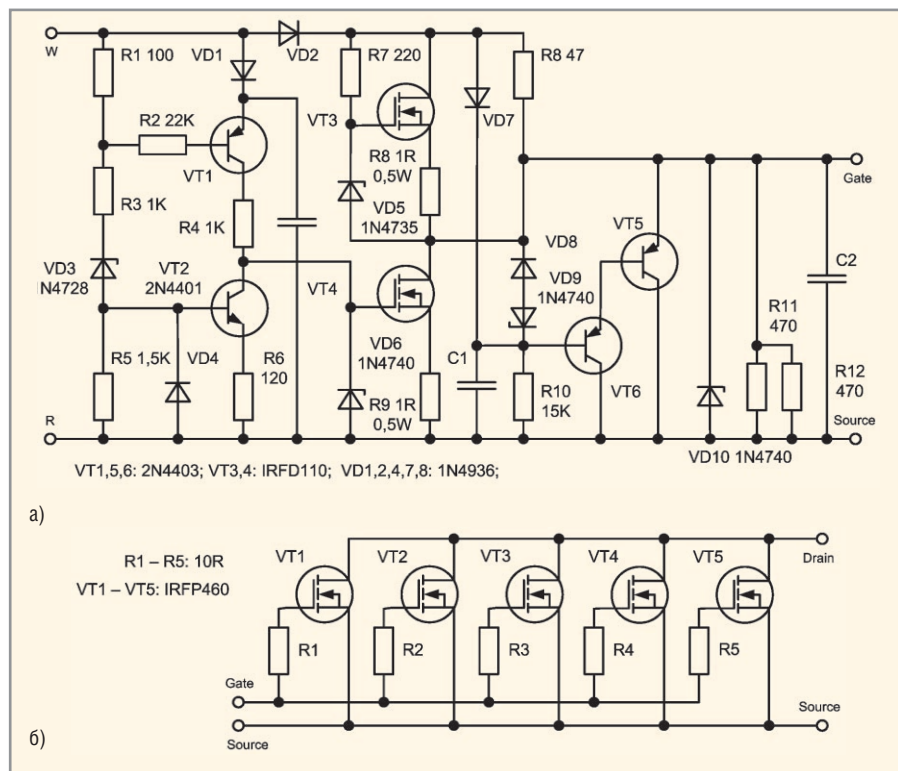 W
R1 100
VD1
VD2
R7 220
R8 47
R2 22K
VT3
VD7
VT1
R8 1R
0,5W
Gate
R3 1K
VD5
1N4735
VT5
R4 1K
VD8
VD3
1N4728
VT2
2N4401
VT4
VD9
1N4740
C2
R5 1,5K
VD4
R6
120
VD6
1N4740
C1
R11
470
R9 1R
0,5W
R10
15K
VT6
R12
470
R
Source
VD10 1N4740
VT1,5,6: 2N4403; VT3,4: IRFD110; VD1,2,4,7,8: 1N4936;
а)
R1 – R5: 10R
VT1 – VT5: IRFP460
VT1
VT2
VT3
VT4
VT5
Drain
R1
R2
R3
R4
R5
Gate
Source
Source
б)